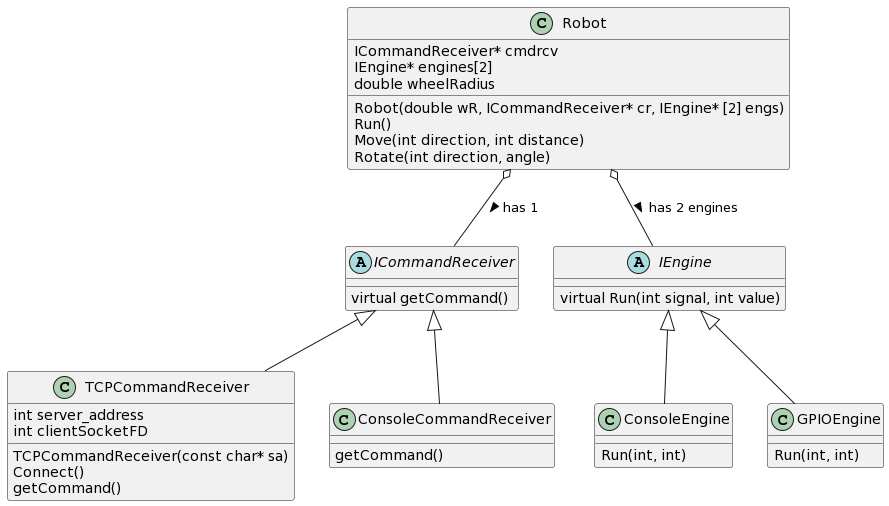 C Robot
ICommandReceiver* cmdrcv
IEngine* engines[2]
double wheelRadius
Robot(double wR, ICommandReceiver* cr, IEngine* [2] engs)
Run()
Move(int direction, int distance)
Rotate(int direction, angle)
has 1
has 2 engines
A ICommandReceiver
virtual getCommand()
A IEngine
virtual Run(int signal, int value)
C TCPCommandReceiver
int server_address
int clientSocketFD
TCPCommandReceiver(const char* sa)
Connect()
getCommand()
C ConsoleCommandReceiver
getCommand()
C ConsoleEngine
Run(int, int)
C GPIOEngine
Run(int, int)